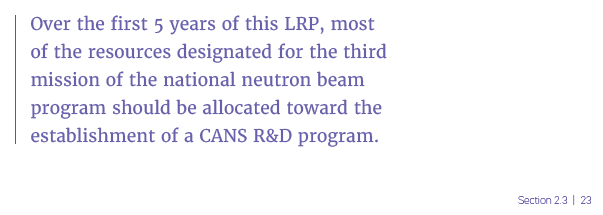 Over the first 5 years of this LRP, most
of the resources designated for the third
mission of the national neutron beam
program should be allocated toward the
establishment of a CANS R&D program.
Section 2.3 | 23